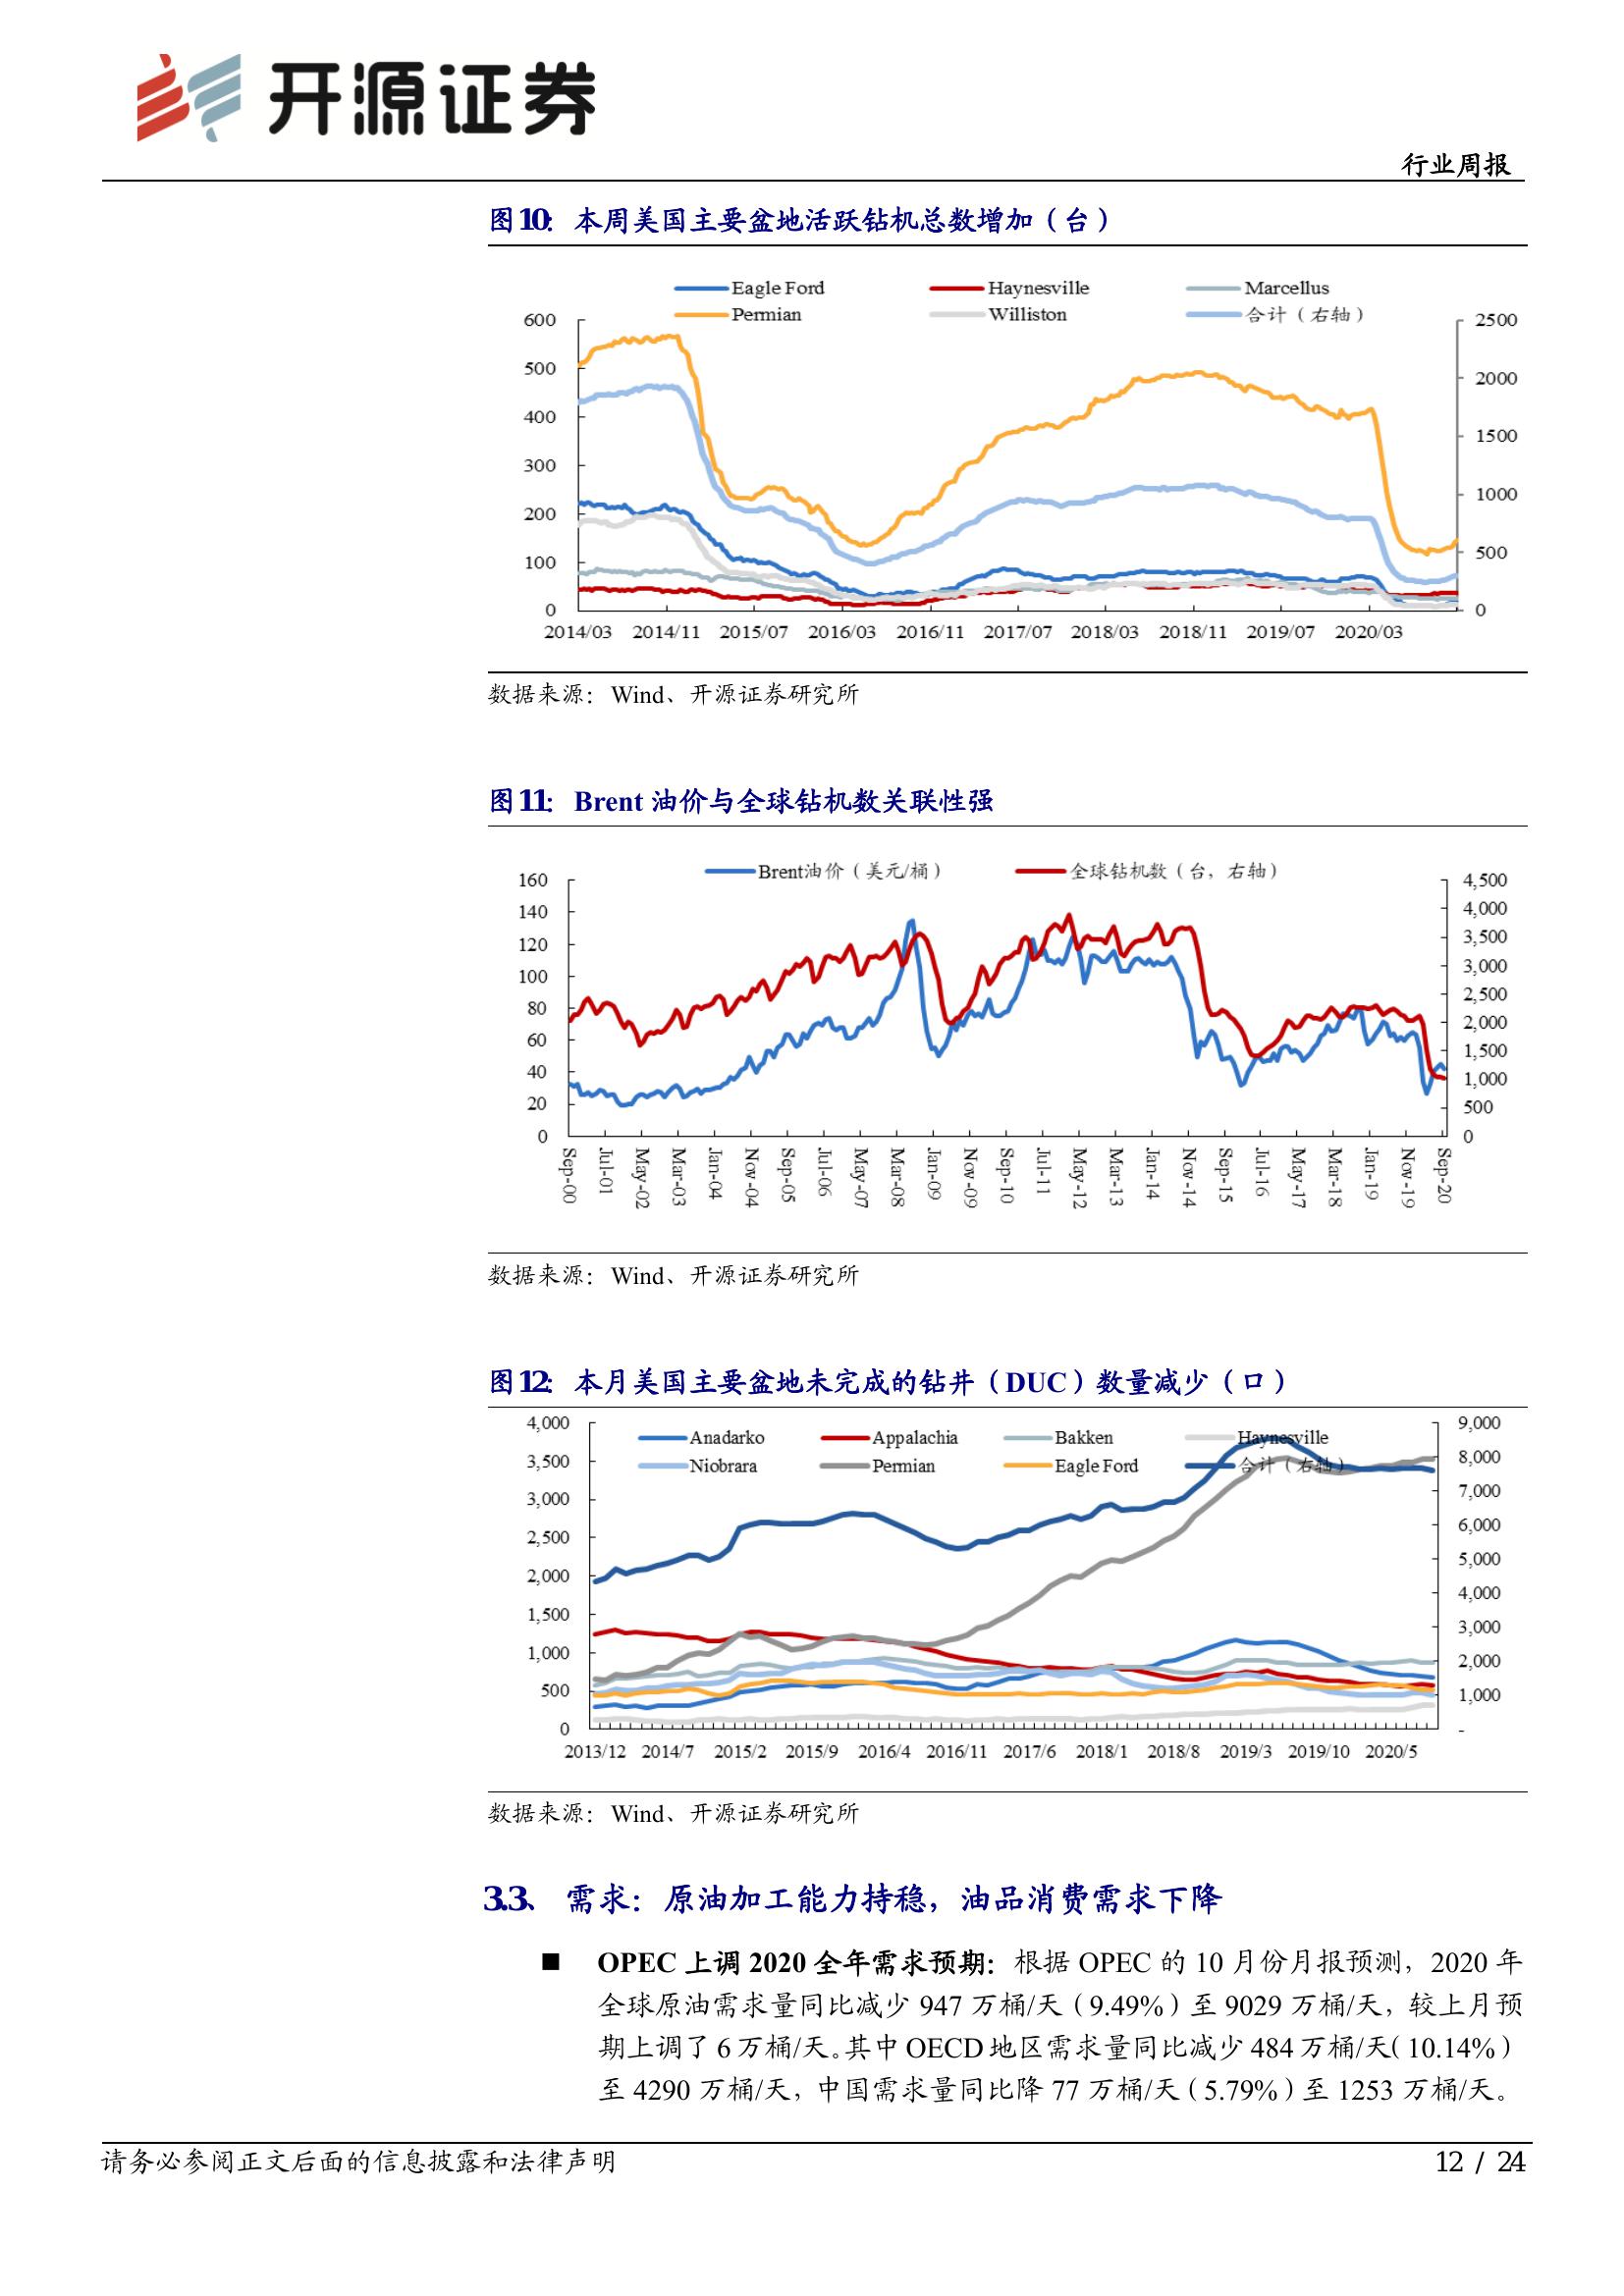 开源证券
行业周报
图10：本周美国主要盆地活跃钻机总数增加（台）
Eagle Ford Haynesville Marcellus
Permian Williston 合计（右轴）
600 2500
500 2000
400 1500
300 1000
200 500
100 0
0
2014/03 2014/11 2015/07 2016/03 2016/11 2017/07 2018/03 2018/11 2019/07 2020/03
数据来源：Wind、开源证券研究所
图11：Brent 油价与全球钻机数关联性强
Brent油价（美元/桶） 全球钻机数（台，右轴）
160 4,500
140 4,000
120 3,500
100 3,000
80 2,500
60 2,000
40 1,500
20 1,000
0 500
0
Sep-00 Jul-01 May-02 Mar-03 Jan-04 Nov-04 Sep-05 Jul-06 May-07 Mar-08 Jan-09 Nov-09 Sep-10 Jul-11 May-12 Mar-13 Jan-14 Nov-14 Sep-15 Jul-16 May-17 Mar-18 Jan-19 Nov-19 Sep-20
数据来源：Wind、开源证券研究所
图12：本月美国主要盆地未完成的钻井（DUC）数量减少（口）
Anadarko Appalachia Bakken Haynesville
Niobrara Permian Eagle Ford 合计（右轴）
4,000 9,000
3,500 8,000
3,000 7,000
2,500 6,000
2,000 5,000
1,500 4,000
1,000 3,000
500 2,000
0 1,000
-
2013/12 2014/7 2015/2 2015/9 2016/4 2016/11 2017/6 2018/1 2018/8 2019/3 2019/10 2020/5
数据来源：Wind、开源证券研究所
3.3、 需求：原油加工能力持稳，油品消费需求下降
■ OPEC 上调 2020 全年需求预期：根据 OPEC 的 10 月份月报预测，2020 年
全球原油需求量同比减少 947 万桶/天（9.49%）至 9029 万桶/天，较上月预
期上调了 6 万桶/天。其中 OECD 地区需求量同比减少 484 万桶/天（10.14%）
至 4290 万桶/天，中国需求量同比降 77 万桶/天（5.79%）至 1253 万桶/天。
请务必参阅正文后面的信息披露和法律声明
12 / 24